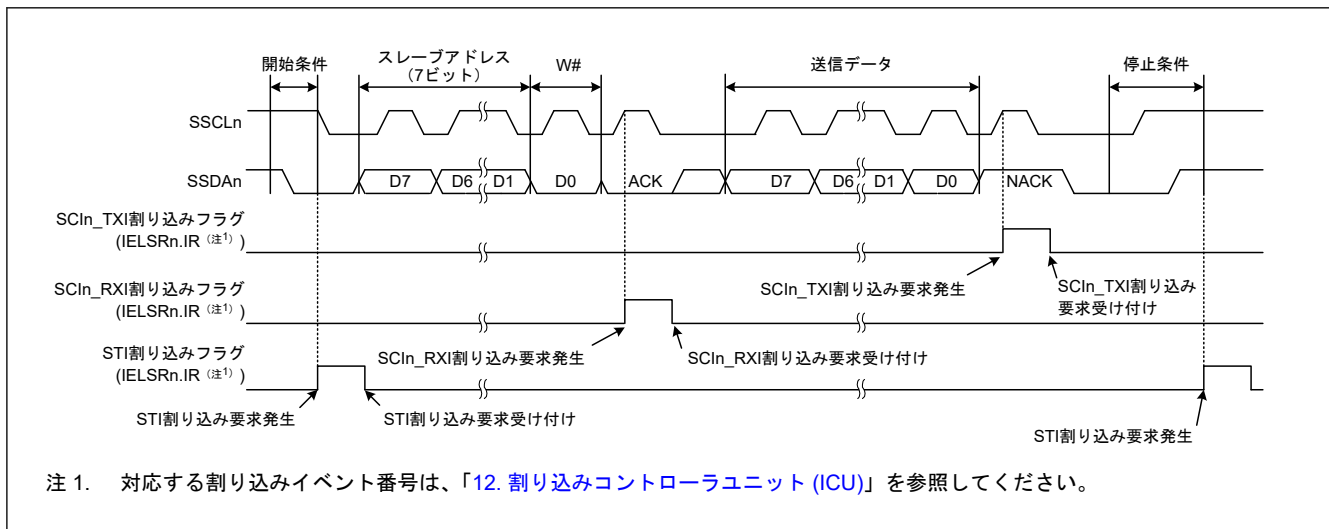 開始条件
スレーブアドレス
(7ビット)
W#
送信データ
停止条件
SSCLn
SSDAn
D7
D6
D1
D0
ACK
D7
D6
D1
D0
NACK
SCIn_TXI割り込みフラグ
(IELSRn.IR (注1) )
SCIn_TXI割り込み要求発生
SCIn_TXI割り込み
要求受け付け
SCIn_RXI割り込みフラグ
(IELSRn.IR (注1) )
SCIn_RXI割り込み要求発生
SCIn_RXI割り込み要求受け付け
STI割り込みフラグ
(IELSRn.IR (注1) )
STI割り込み要求発生
STI割り込み要求受け付け
STI割り込み要求発生
注 1. 対応する割り込みイベント番号は、「12. 割り込みコントローラユニット (ICU)」を参照してください。